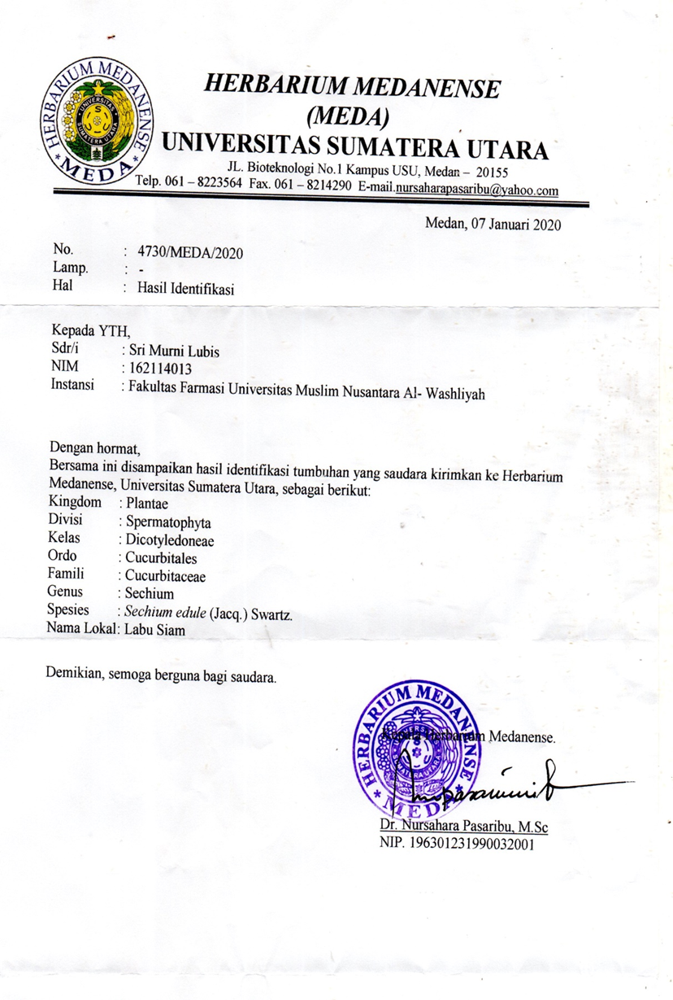 HERBARIUM MEDANENSE
MEDA
UNIVERSITAS
SUMATERA UTARA
HERBARIUM MEDANENSE
(MEDA)
UNIVERSITAS SUMATERA UTARA
JL. Bioteknologi No.1 Kampus USU, Medan – 20155
Telp. 061 – 8223564 Fax. 061 – 8214290 E-mail.nursaharapasaribu@yahoo.com
Medan, 07 Januari 2020
No. : 4730/MEDA/2020
Lamp. : -
Hal : Hasil Identifikasi
Kepada YTH,
Sdr/i : Sri Murni Lubis
NIM : 162114013
Instansi : Fakultas Farmasi Universitas Muslim Nusantara Al- Washliyah
Dengan hormat,
Bersama ini disampaikan hasil identifikasi tumbuhan yang saudara kirimkan ke Herbarium
Medanense, Universitas Sumatera Utara, sebagai berikut:
Kingdom : Plantae
Divisi : Spermatophyta
Kelas : Dicotyledoneae
Ordo : Cucurbitales
Famili : Cucurbitaceae
Genus : Sechium
Spesies : Sechium edule (Jacq.) Swartz.
Nama Lokal: Labu Siam
Demikian, semoga berguna bagi saudara.
HERBARIUM MEDANENSE
MEDA
Kepala Herbarium Medanense.
Dr. Nursahara Pasaribu, M.Sc
NIP. 196301231990032001